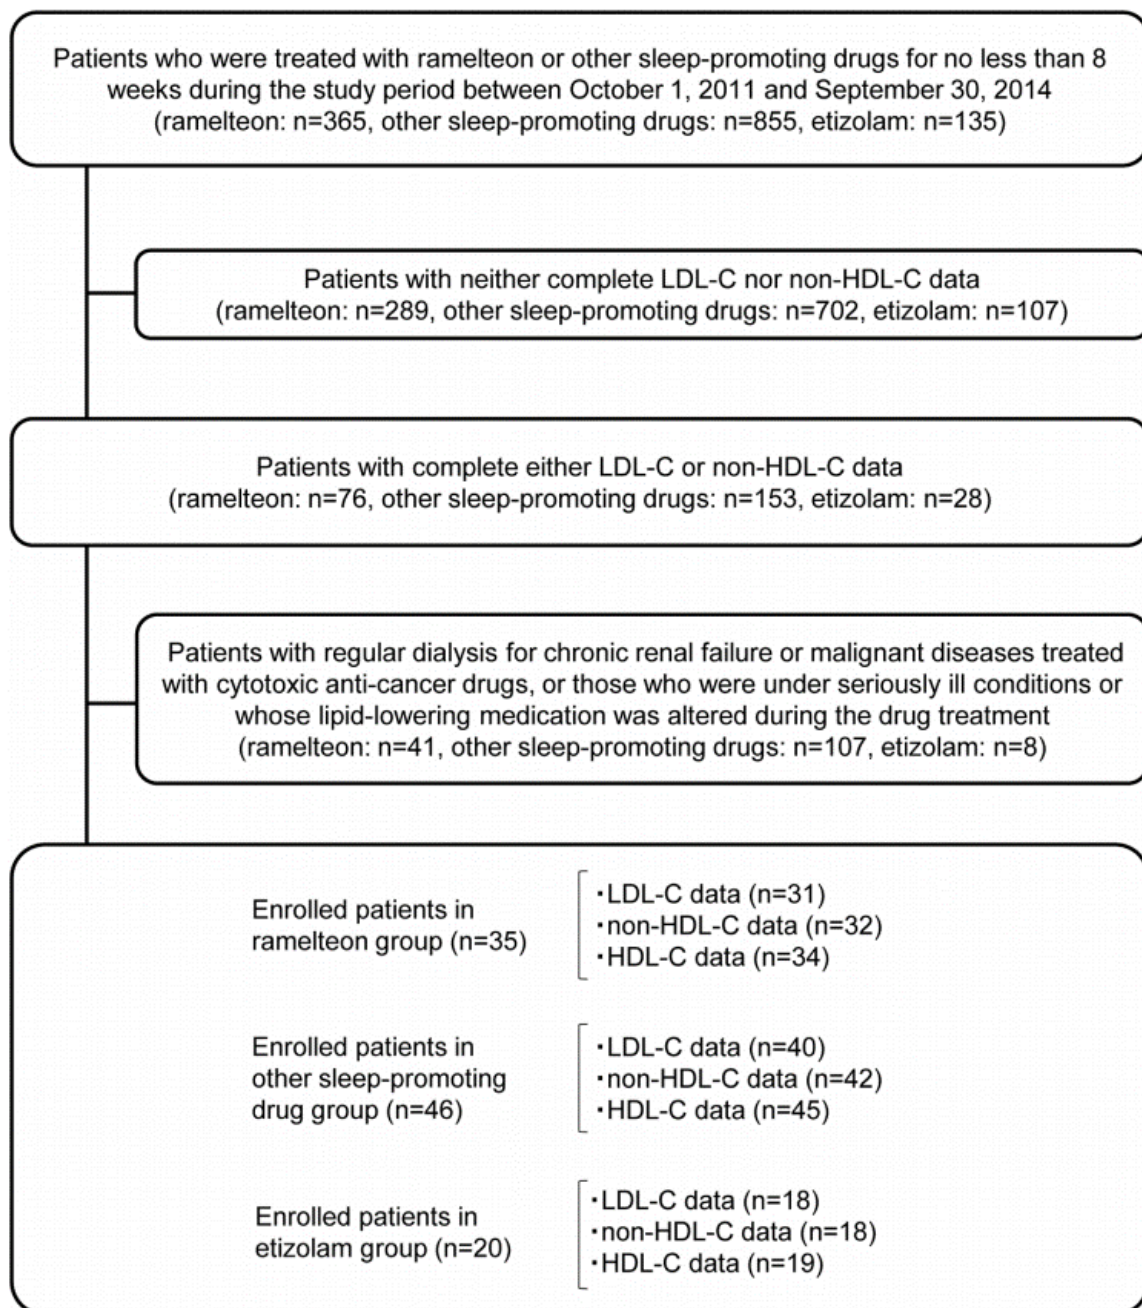 Patients who were treated with ramelteon or other sleep-promoting drugs for no less than 8
weeks during the study period between October 1, 2011 and September 30, 2014
(ramelteon: n=365, other sleep-promoting drugs: n=855, etizolam: n=135)
Patients with neither complete LDL-C nor non-HDL-C data
(ramelteon: n=289, other sleep-promoting drugs: n=702, etizolam: n=107)
Patients with complete either LDL-C or non-HDL-C data
(ramelteon: n=76, other sleep-promoting drugs: n=153, etizolam: n=28)
Patients with regular dialysis for chronic renal failure or malignant diseases treated
with cytotoxic anti-cancer drugs, or those who were under seriously ill conditions or
whose lipid-lowering medication was altered during the drug treatment
(ramelteon: n=41, other sleep-promoting drugs: n=107, etizolam: n=8)
Enrolled patients in
ramelteon group (n=35)
・LDL-C data (n=31)
・non-HDL-C data (n=32)
・HDL-C data (n=34)
Enrolled patients in
other sleep-promoting
drug group (n=46)
・LDL-C data (n=40)
・non-HDL-C data (n=42)
・HDL-C data (n=45)
Enrolled patients in
etizolam group (n=20)
・LDL-C data (n=18)
・non-HDL-C data (n=18)
・HDL-C data (n=19)